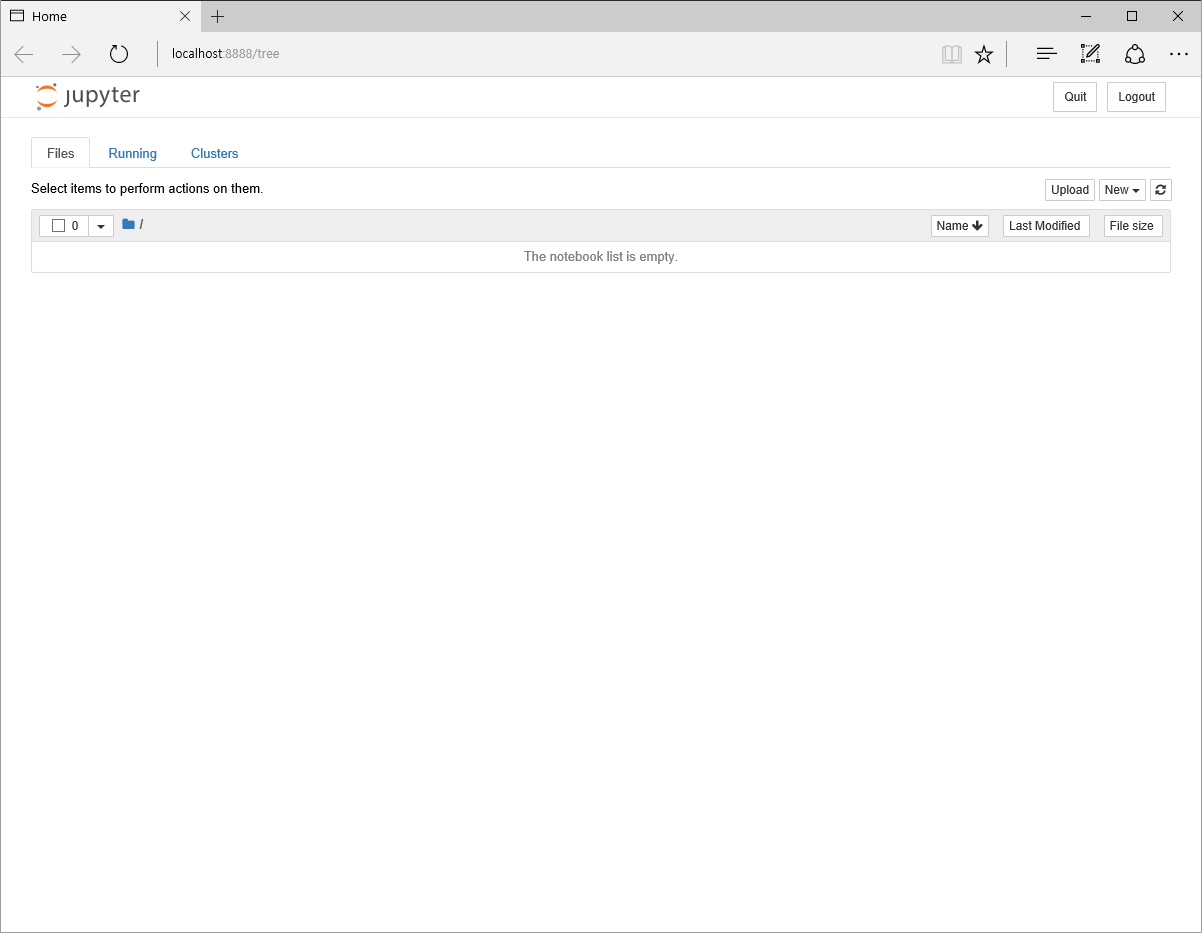 Home
localhost:8888/tree
jupyter
Quit Logout
Files Running Clusters
Select items to perform actions on them.
Upload New
0 / Name Last Modified File size
The notebook list is empty.